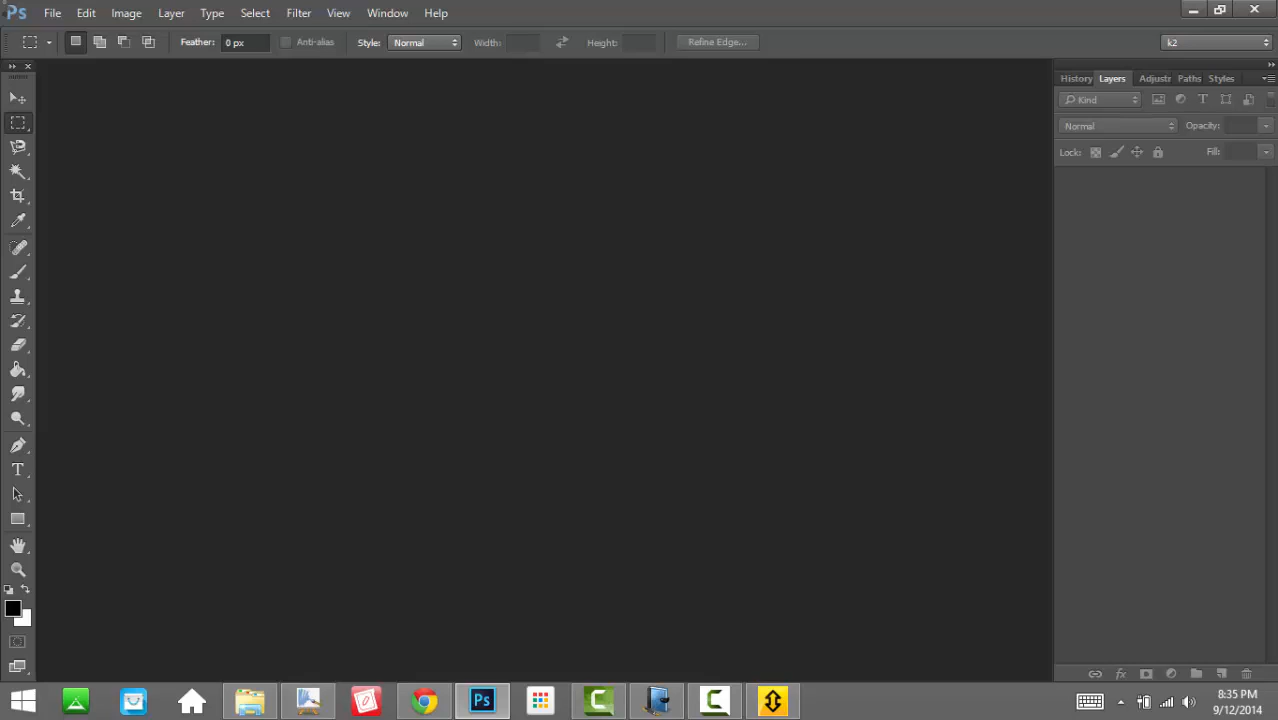 Ps File Edit Image Layer Type Select Filter View Window Help
Feather: 0 px Anti-alias Style: Normal Width: Height: Refine Edge... k2
History Layers Adjustr Paths Styles
Kind T
Normal Opacity:
Lock: Fill:
T
Ps
8:35 PM
9/12/2014